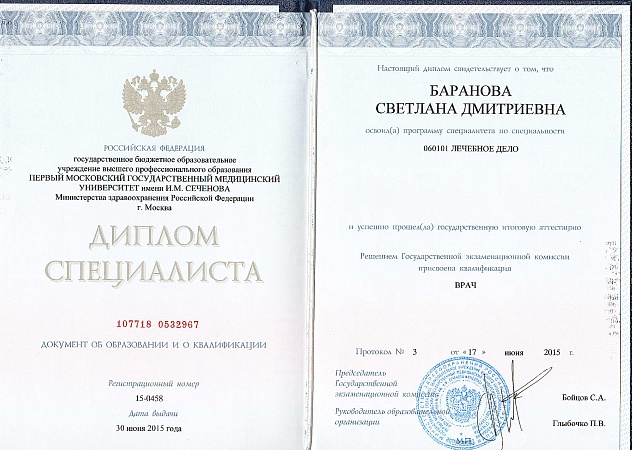 РОССИЙСКАЯ ФЕДЕРАЦИЯ
государственное бюджетное образовательное
учреждение высшего профессионального образования
ПЕРВЫЙ МОСКОВСКИЙ ГОСУДАРСТВЕННЫЙ МЕДИЦИНСКИЙ
УНИВЕРСИТЕТ имени И.М. СЕЧЕНОВА
Министерства здравоохранения Российской Федерации
г. Москва
ДИПЛОМ
СПЕЦИАЛИСТА
107718 0532967
ДОКУМЕНТ ОБ ОБРАЗОВАНИИ И О КВАЛИФИКАЦИИ
Регистрационный номер
15-0458
Дата выдачи
30 июня 2015 года
Настоящий диплом свидетельствует о том, что
БАРАНОВА
СВЕТЛАНА ДМИТРИЕВНА
освоил(а) программу специалитета по специальности
060101 ЛЕЧЕБНОЕ ДЕЛО
и успешно прошел(ла) государственную итоговую аттестацию
Решением Государственной экзаменационной комиссии
присвоена квалификация
ВРАЧ
Протокол № 3 от «17» июня 2015 г.
Председатель
Государственной
экзаменационной комиссии
Бойцов С.А.
Руководитель образовательной
организации
Глыбочко П.В.
М.П.